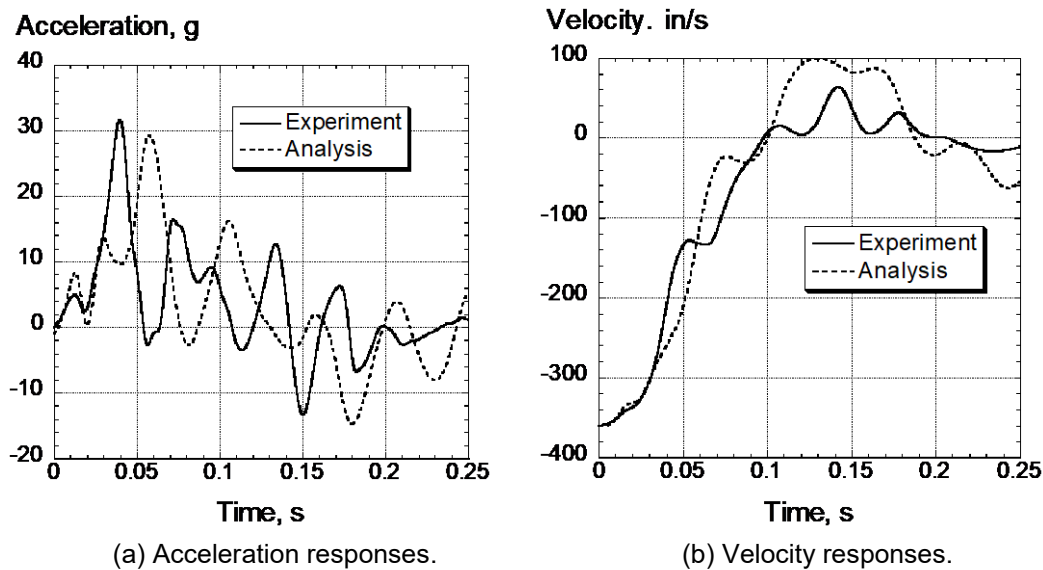 Acceleration, g
40
30
20
10
0
-10
-20
Experiment
Analysis
0
0.05
0.1
0.15
0.2
0.25
Time, s
(a) Acceleration responses.
Velocity. in/s
100
0
-100
-200
-300
-400
Experiment
Analysis
0
0.05
0.1
0.15
0.2
0.25
Time, s
(b) Velocity responses.